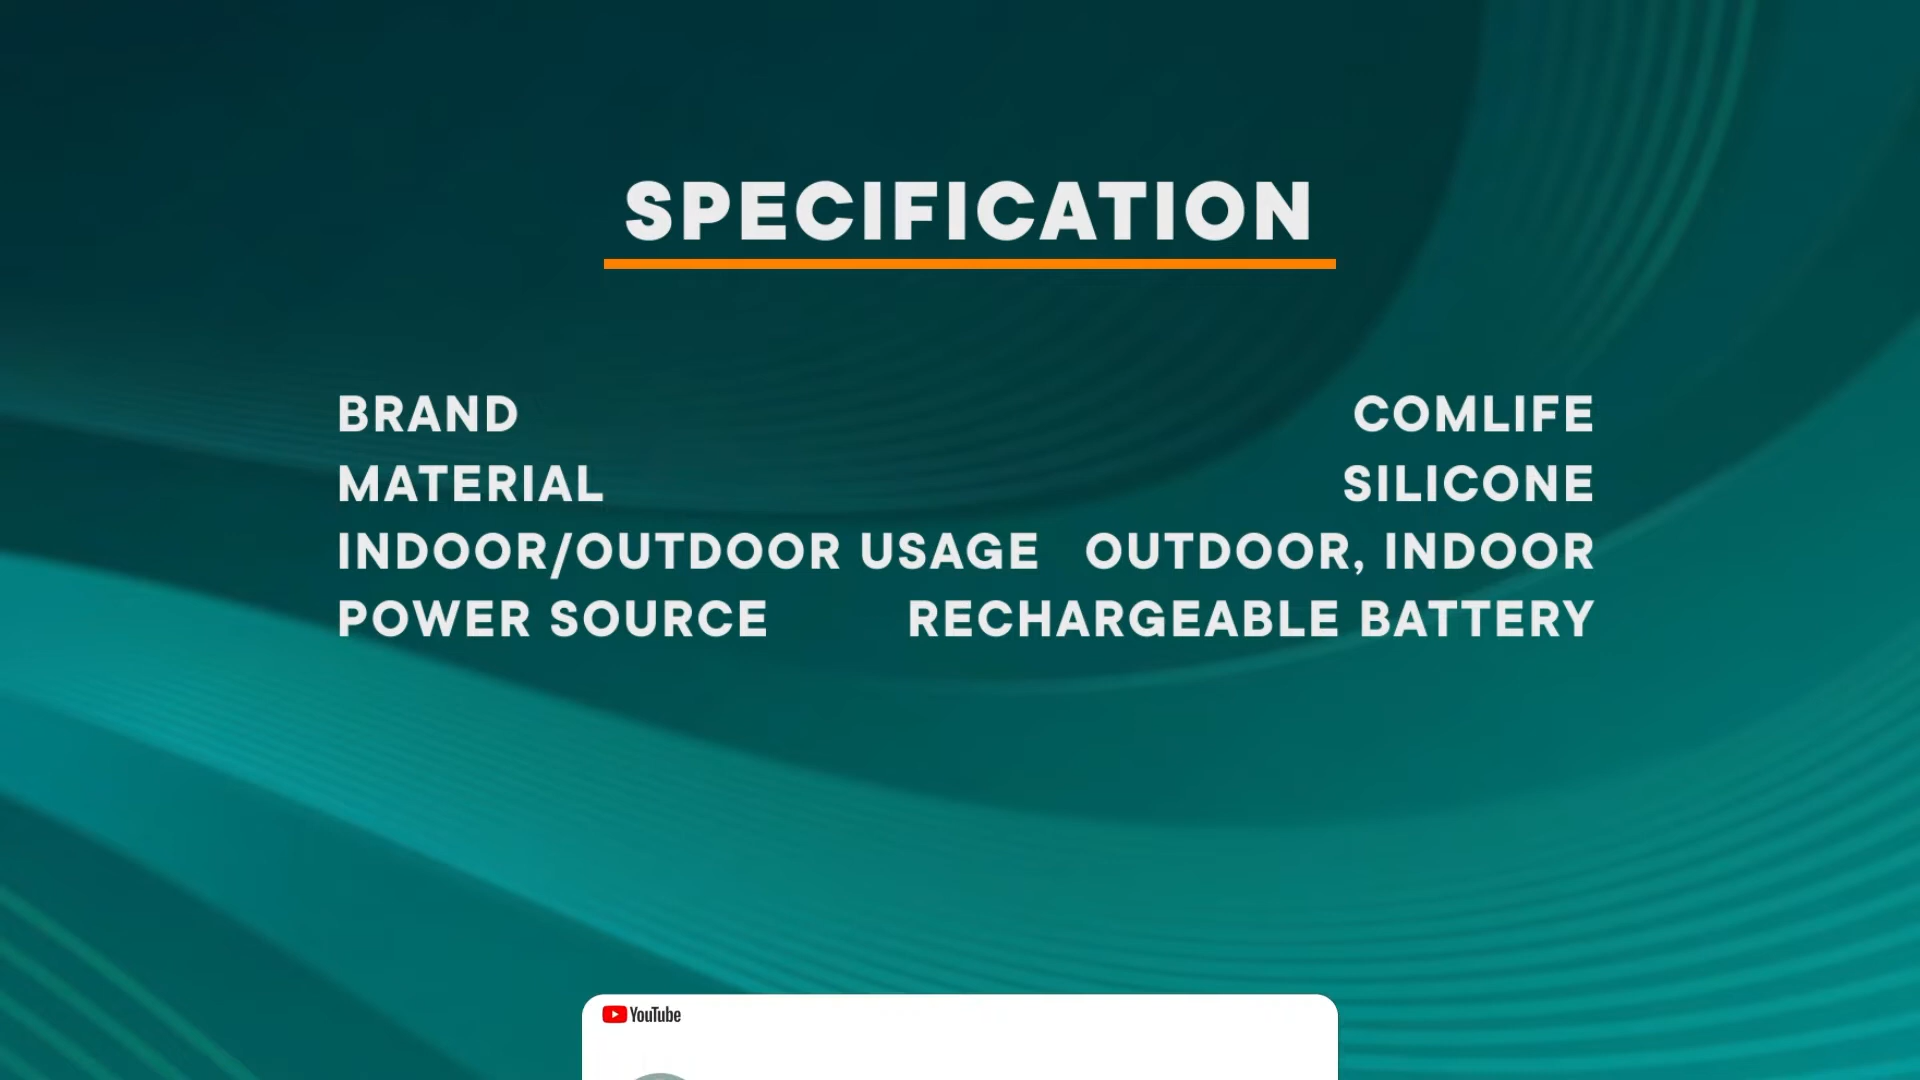 SPECIFICATION
BRAND COMLIFE
MATERIAL SILICONE
INDOOR/OUTDOOR USAGE OUTDOOR, INDOOR
POWER SOURCE RECHARGEABLE BATTERY
YouTube